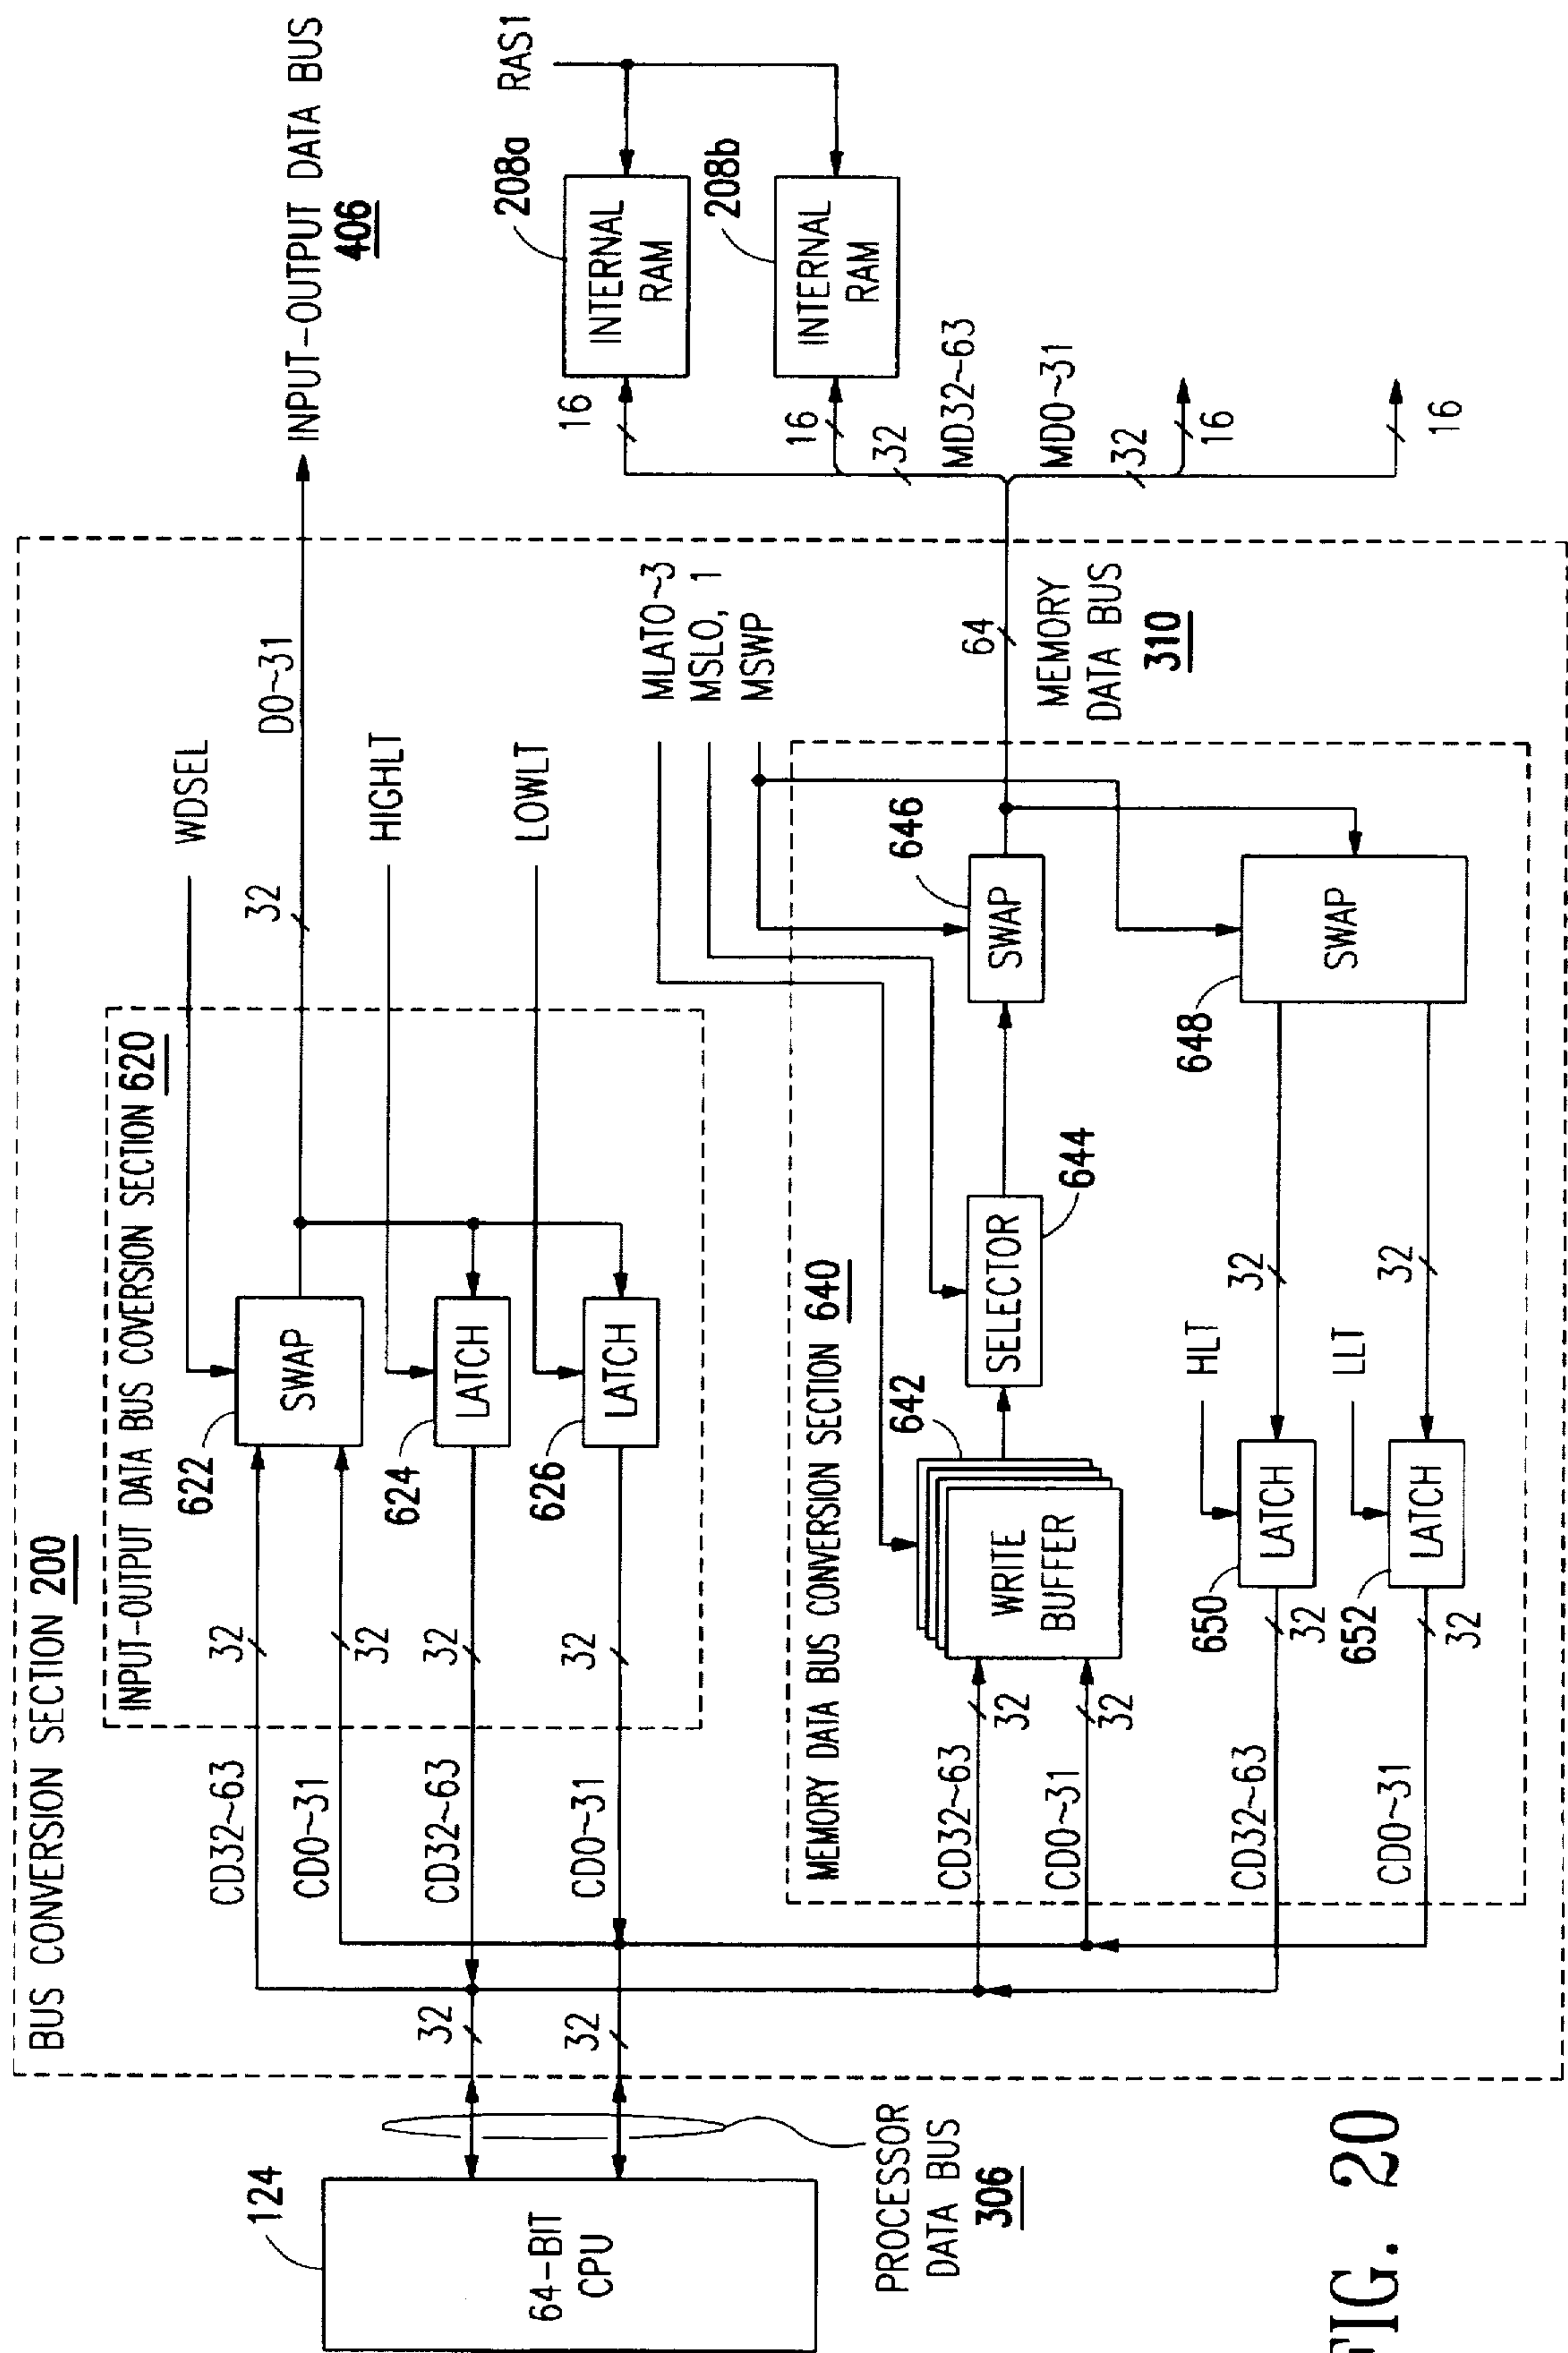 BUS CONVERSION SECTION 200
INPUT-OUTPUT DATA BUS COVERSION SECTION 620
WDSEL
HIGHLT
LOWLT
32
D0~31
INPUT-OUTPUT DATA BUS
406
622
SWAP
624
LATCH
626
LATCH
32
32
32
32
CD32~63
CD0~31
CD32~63
CD0~31
32
32
124
64-BIT
CPU
PROCESSOR
DATA BUS
306
MEMORY DATA BUS CONVERSION SECTION 640
MLAT0~3
MSL0, 1
MSWP
642
WRITE
BUFFER
SELECTOR
644
646
SWAP
648
SWAP
CD32~63
32
CD0~31
32
CD32~63
CD0~31
HLT
650
LATCH
32
32
LLT
652
LATCH
32
32
64
MEMORY
DATA BUS
310
208a
RAS1
INTERNAL
RAM
16
208b
INTERNAL
RAM
16
32
MD32~63
MD0~31
32
16
16
FIG. 20